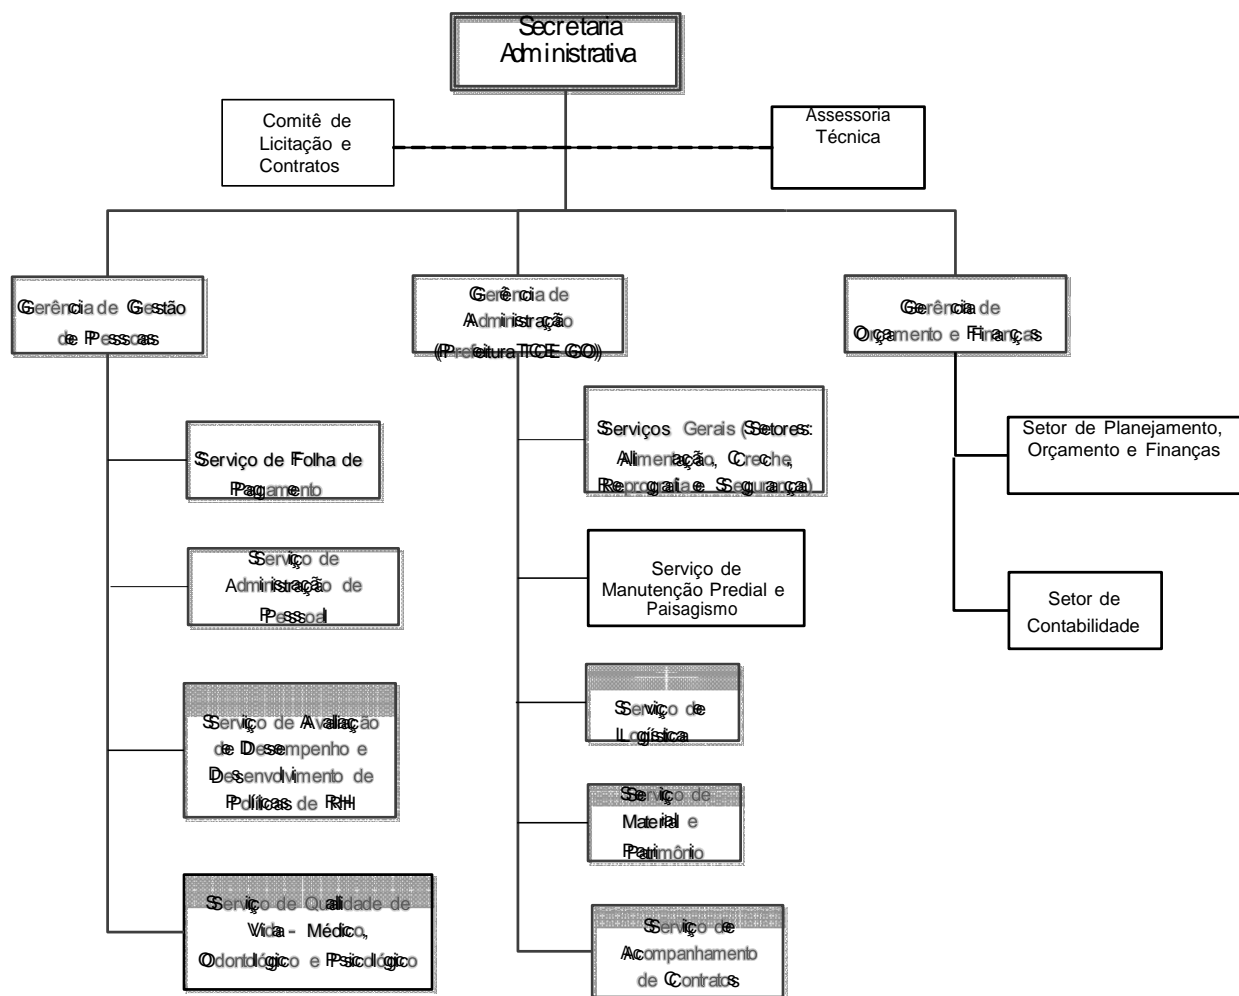 Secretaria
Administrativa
Comitê de
Licitação e
Contratos
Assessoria
Técnica
Gerência de Gestão
de Pessoas
Gerência de
Administração
(Prefeitura TCE GO)
Gerência de
Orçamento e Finanças
Serviço de Folha de
Pagamento
Serviço de
Administração de
Pessoal
Serviço de Avaliação
de Desempenho e
Desenvolvimento de
Políticas de RH
Serviço de Qualidade de
Vida - Médico,
Odontológico e Psicológico
Serviços Gerais (Setores:
Alimentação, Creche,
Reprografia e Segurança)
Serviço de
Manutenção Predial e
Paisagismo
Serviço de
Logística
Serviço de
Material e
Patrimônio
Serviço de
Acompanhamento
de Contratos
Setor de Planejamento,
Orçamento e Finanças
Setor de
Contabilidade